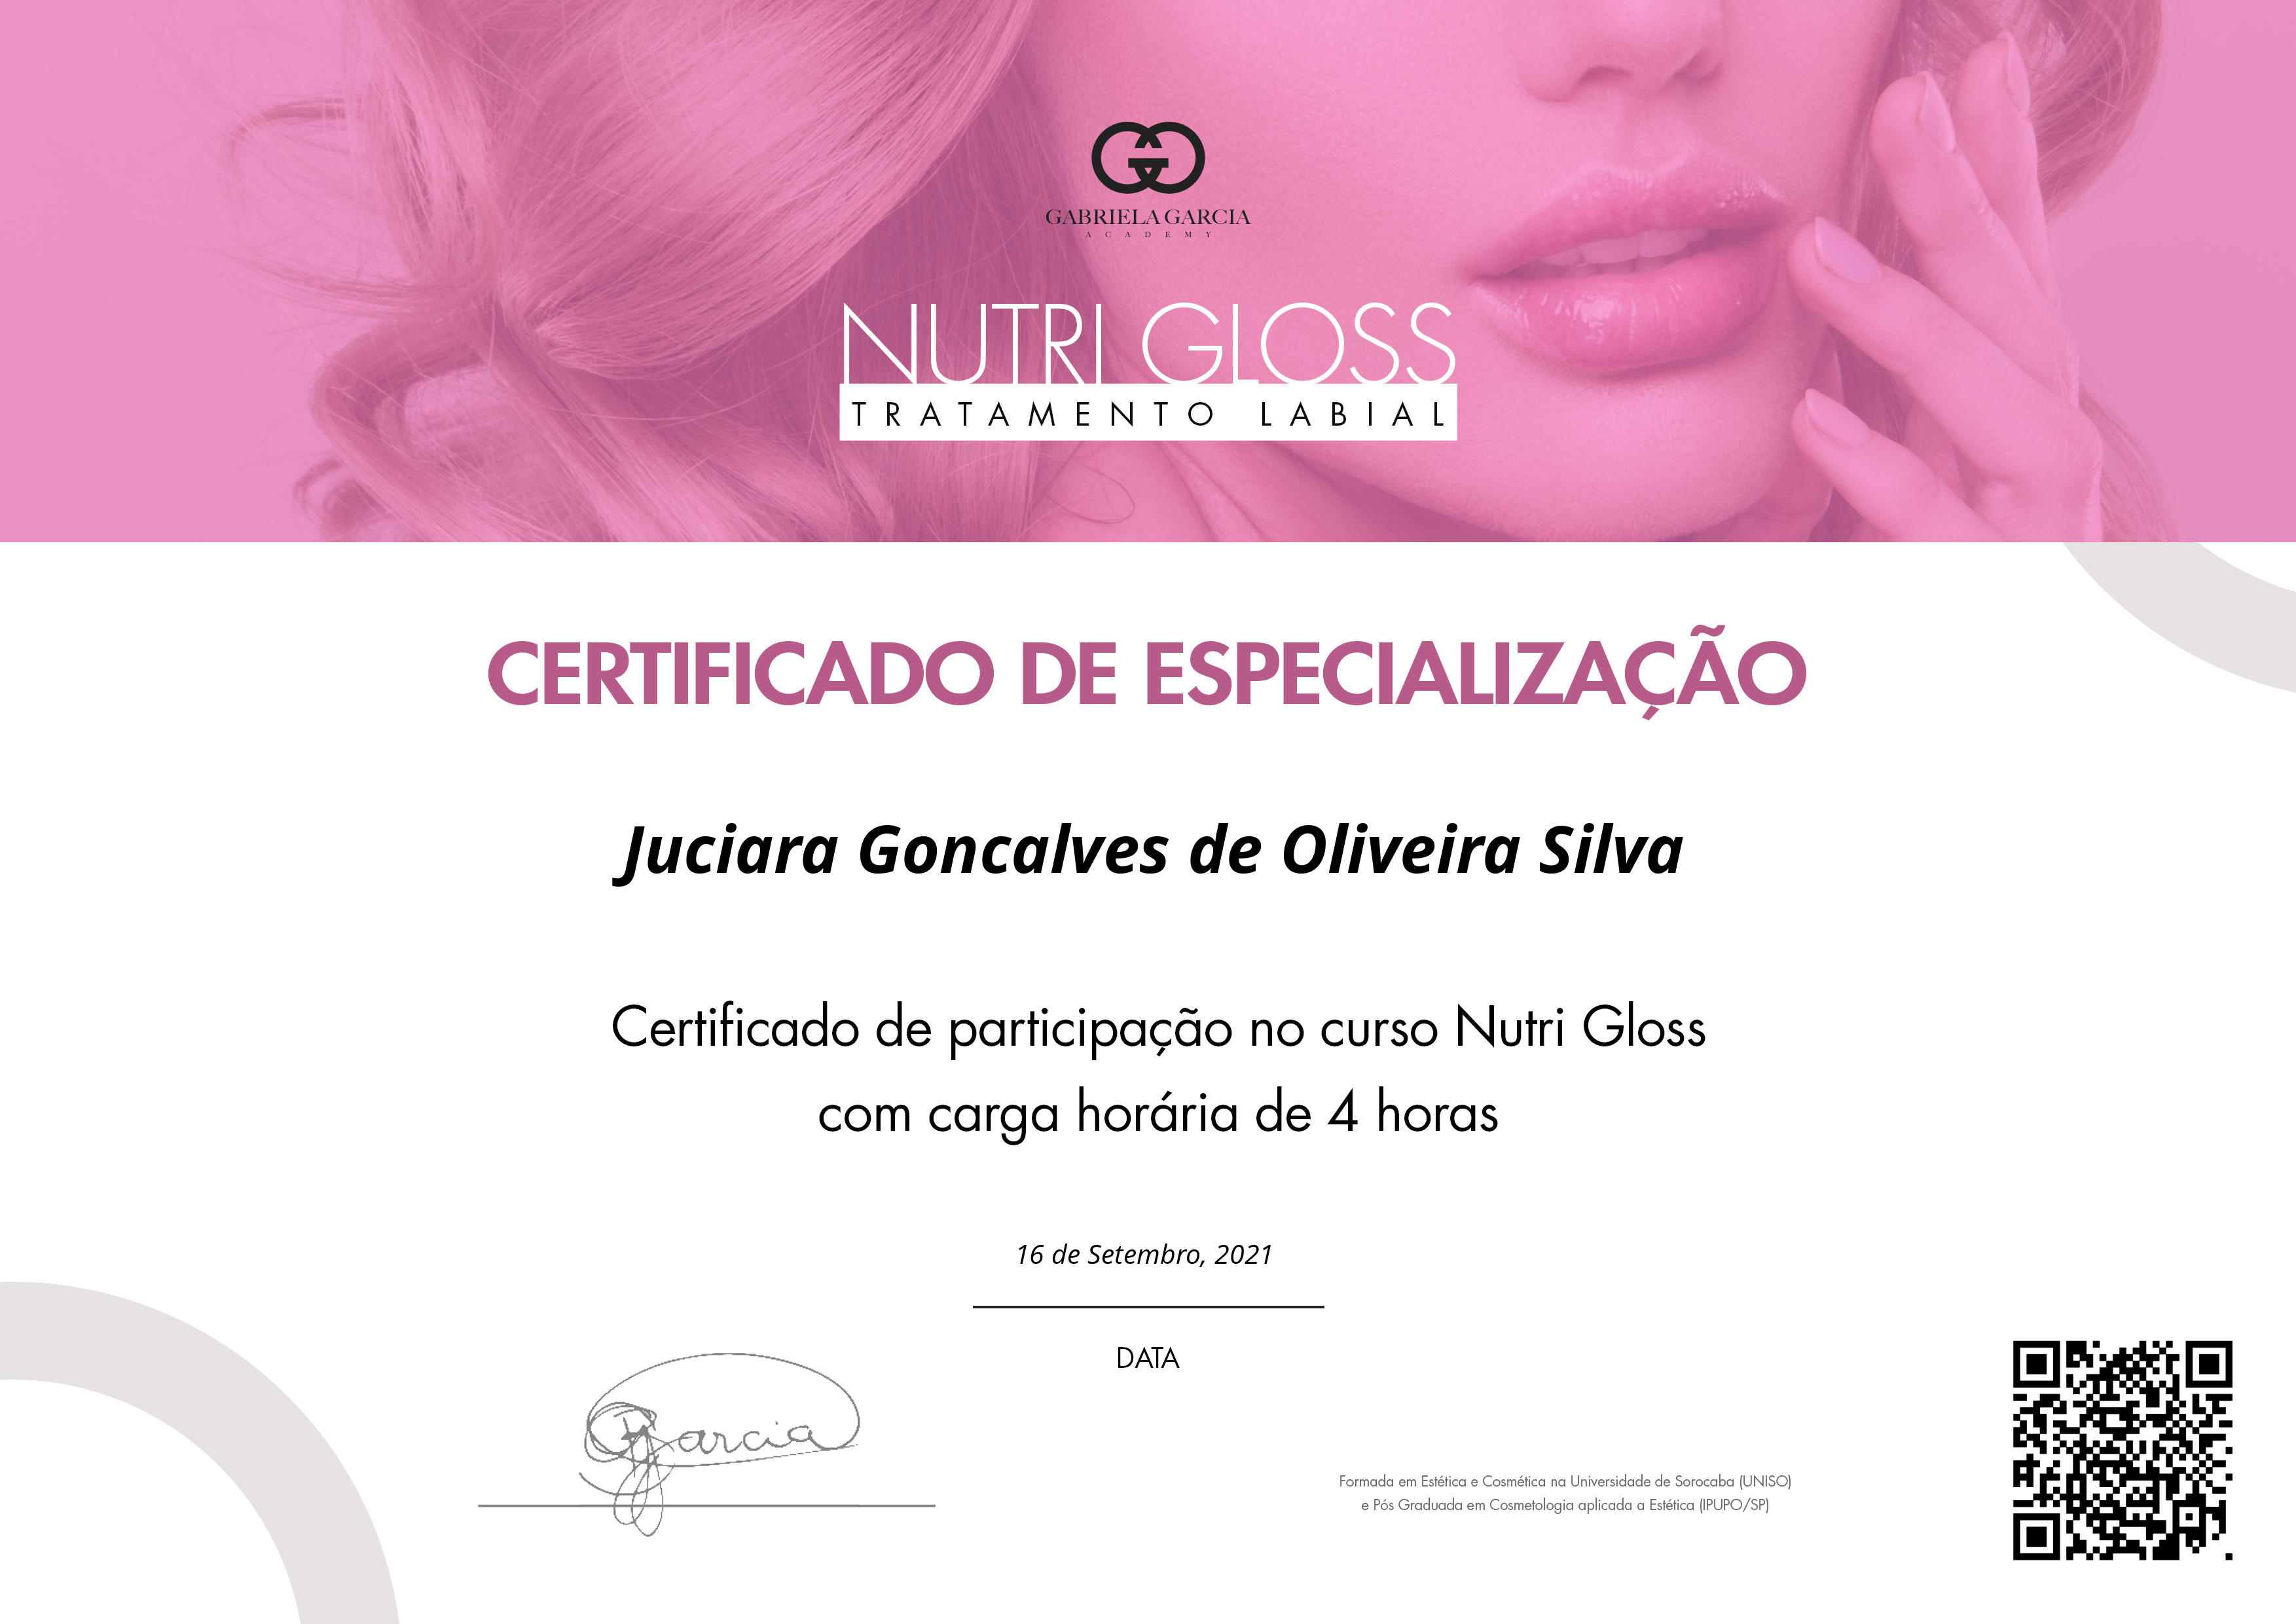 GABRIELA GARCIA
ACADEMY
NUTRI GLOSS
TRATAMENTO LABIAL
CERTIFICADO DE ESPECIALIZAÇÃO
Juciara Goncalves de Oliveira Silva
Certificado de participação no curso Nutri Gloss
com carga horária de 4 horas
16 de Setembro, 2021
DATA
Garcia
Formada em Estética e Cosmética na Universidade de Sorocaba (UNISO)
e Pós Graduada em Cosmetologia aplicada a Estética (IPUPO/SP)